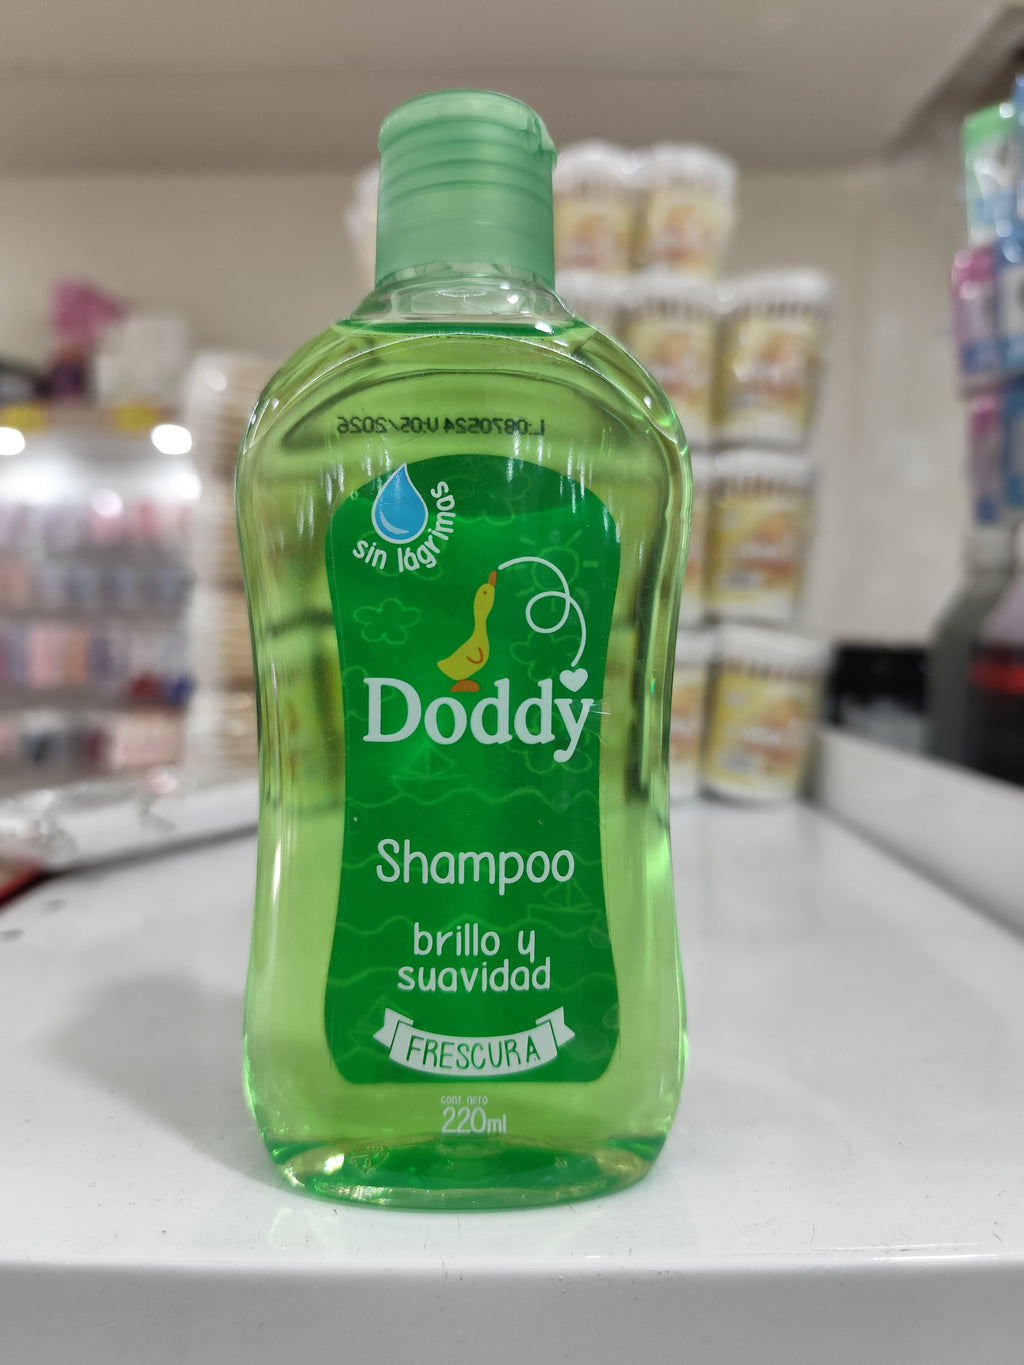 L:0870524 V:05/2026
sin lágrimas
Doddy
Shampoo
brillo y
suavidad
FRESCURA
CONT. NETO
220ml